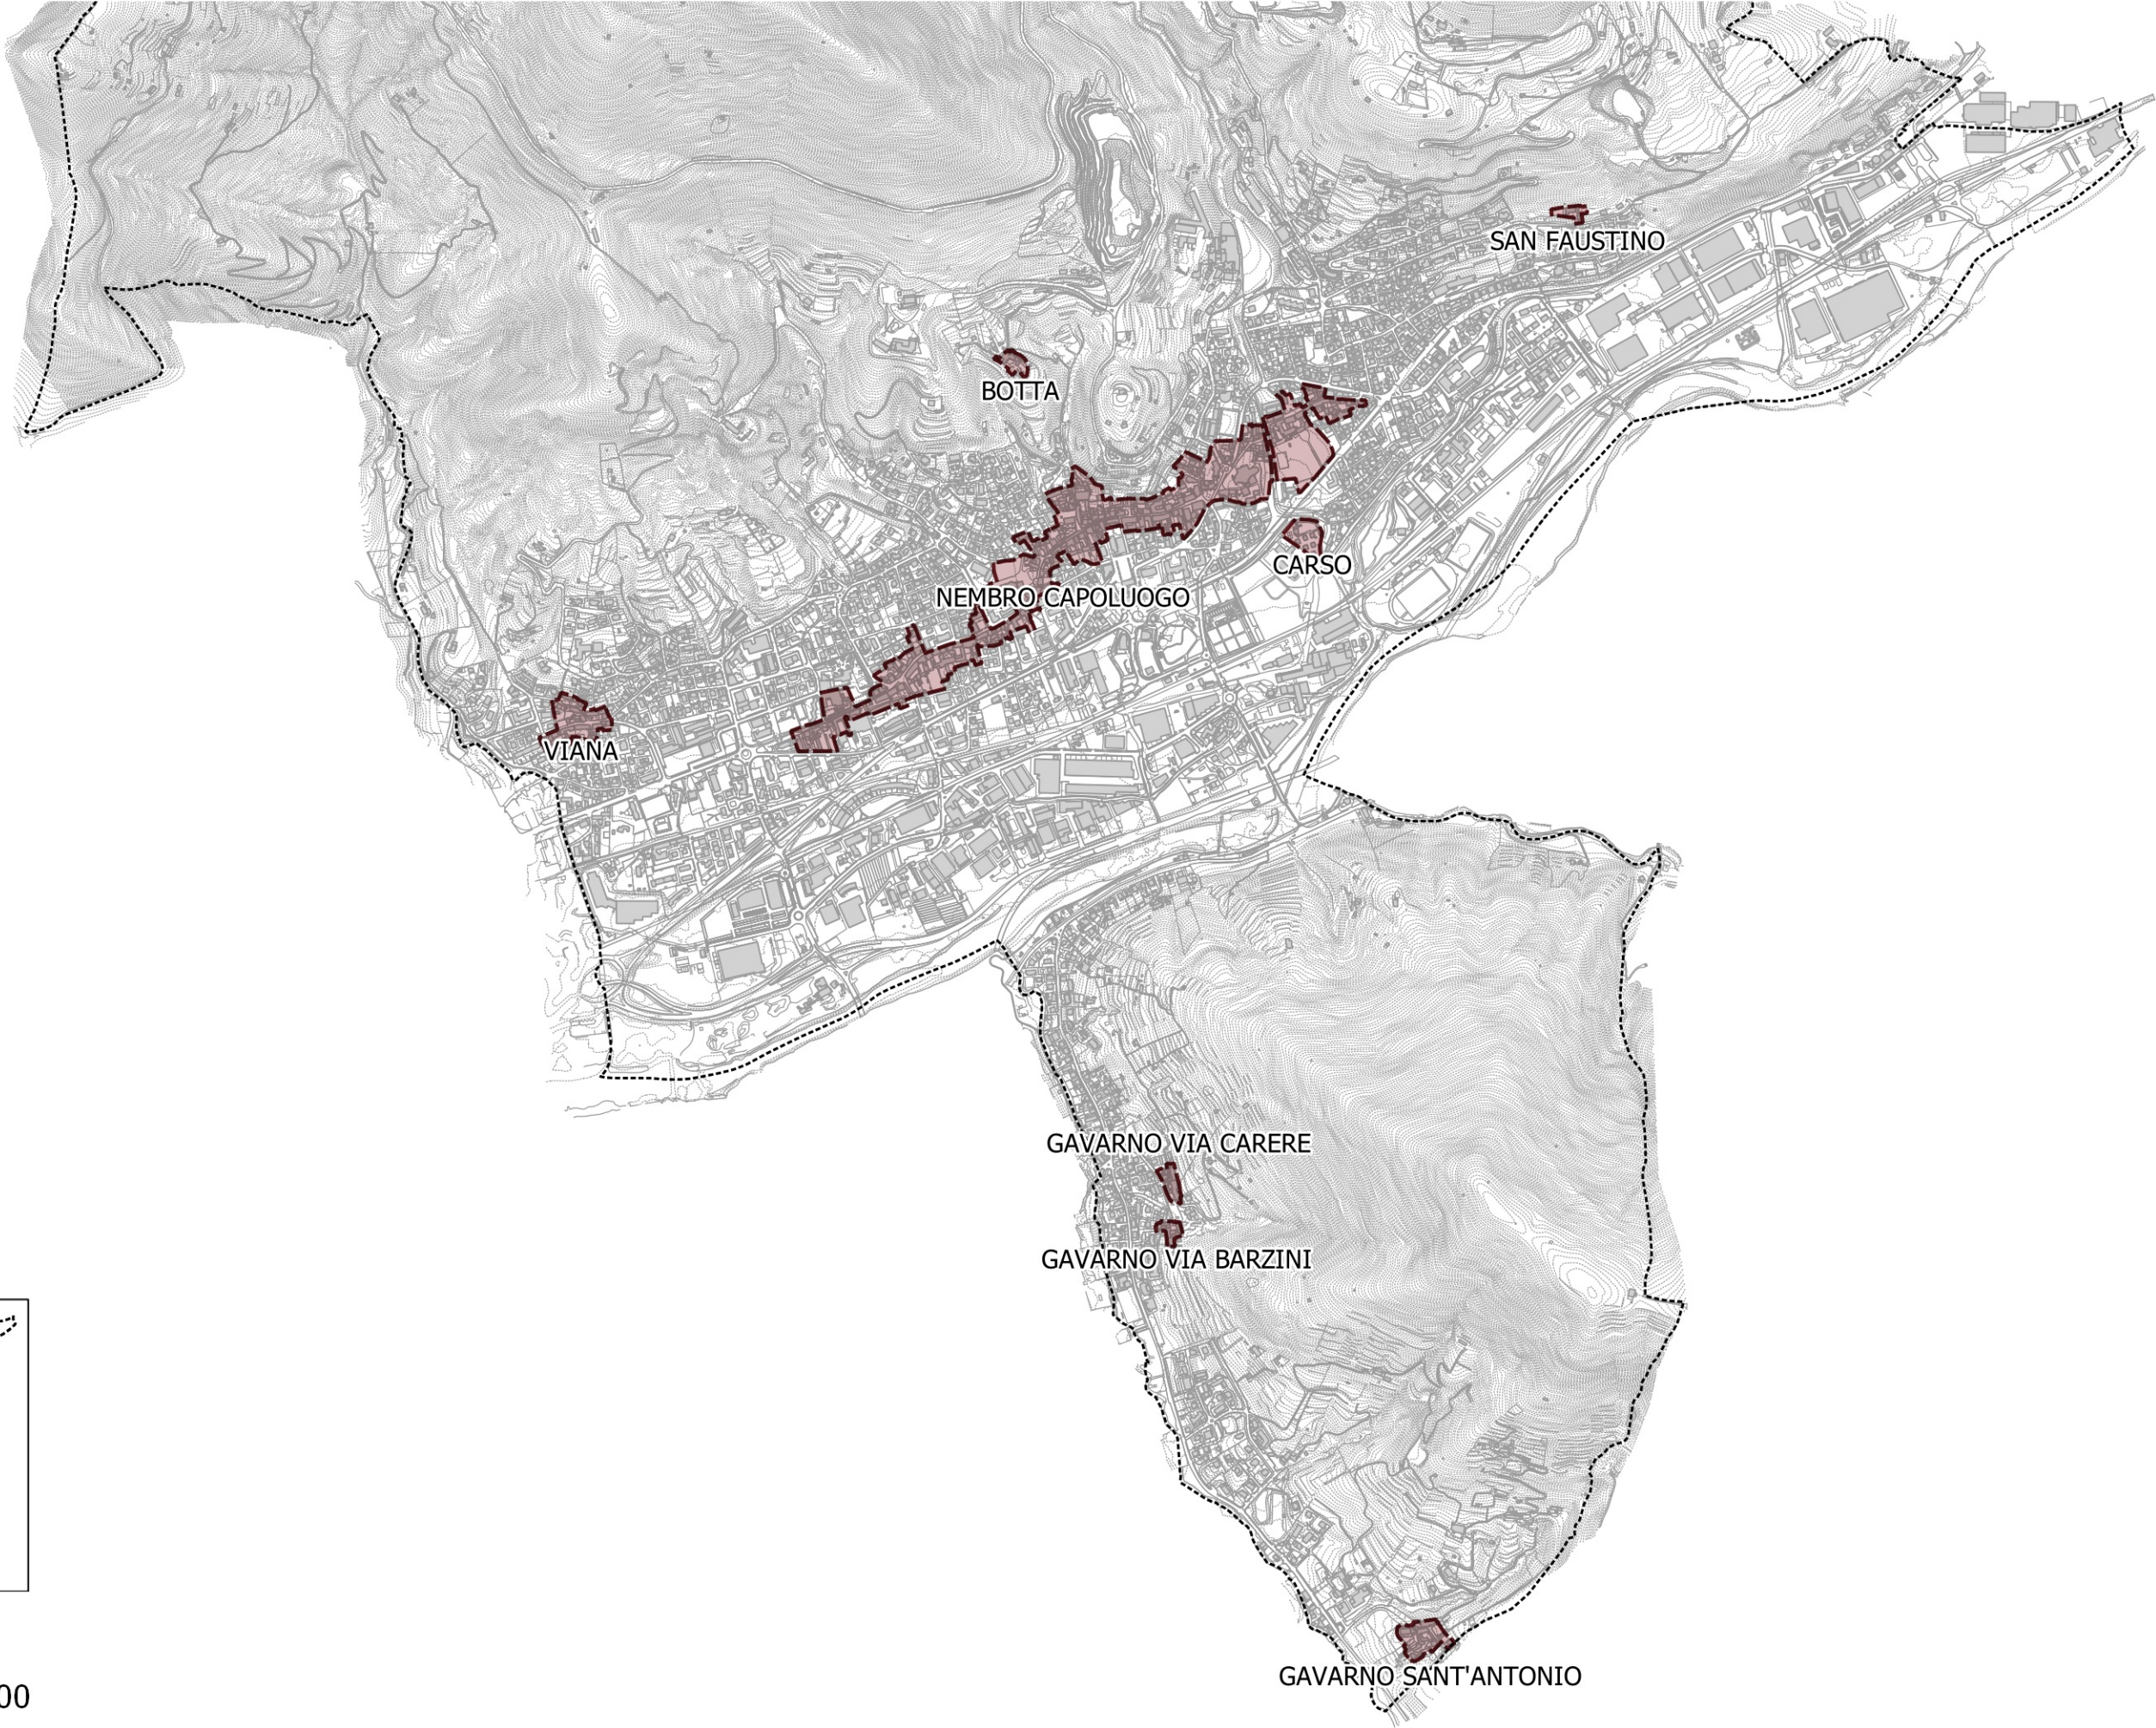 SAN FAUSTINO
BOTTA
CARSO
NEMBRO CAPOLUOGO
VIANA
GAVARNO VIA CARERE
GAVARNO VIA BARZINI
GAVARNO SANT'ANTONIO
00